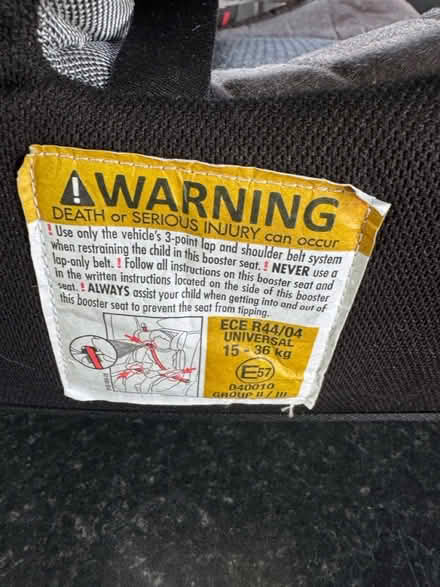 WARNING
DEATH or SERIOUS INJURY can occur
! Use only the vehicle's 3-point lap and shoulder belt system
when restraining the child in this booster seat. ! NEVER use a
lap-only belt. ! Follow all instructions on this booster seat and
in the written instructions located on the side of this booster
seat. ! ALWAYS assist your child when getting into and out of
this booster seat to prevent the seat from tipping.
ECE R44/04
UNIVERSAL
15 - 36 kg
E57
040010
GROUP II / III